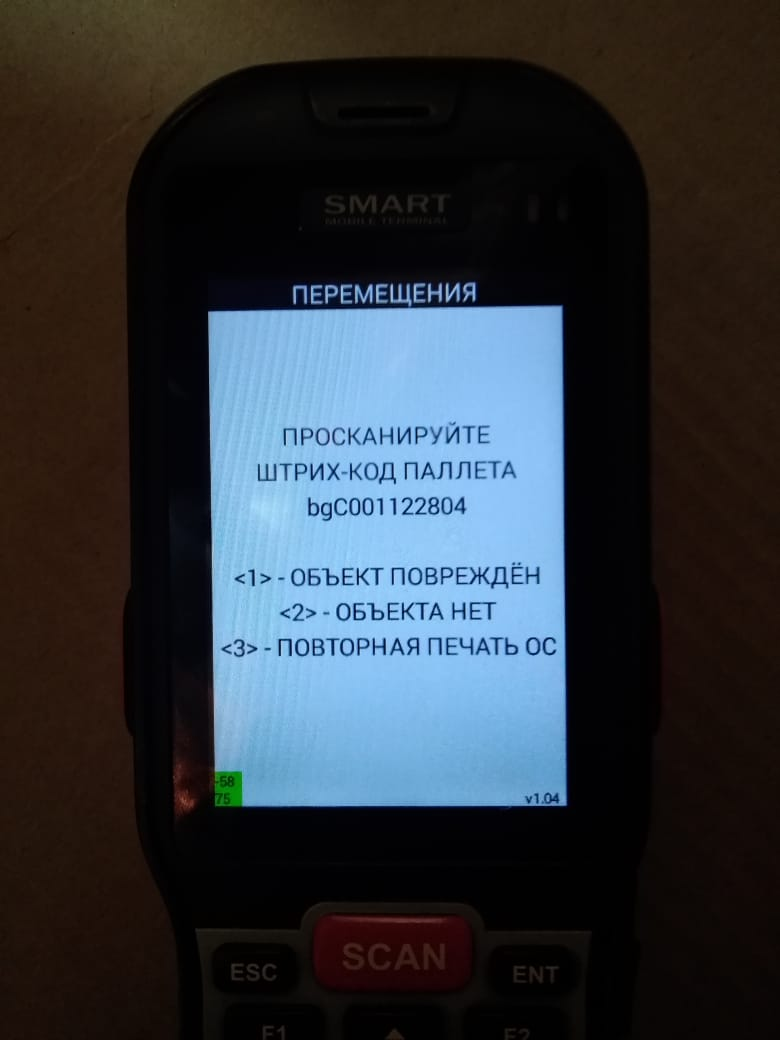 SMART
MOBILE TERMINAL
ПЕРЕМЕЩЕНИЯ
ПРОСКАНИРУЙТЕ
ШТРИХ-КОД ПАЛЛЕТА
bgC001122804
<1> - ОБЪЕКТ ПОВРЕЖДЁН
<2> - ОБЪЕКТА НЕТ
<3> - ПОВТОРНАЯ ПЕЧАТЬ ОС
-58
75
v1.04
ESC SCAN ENT
F1 F2